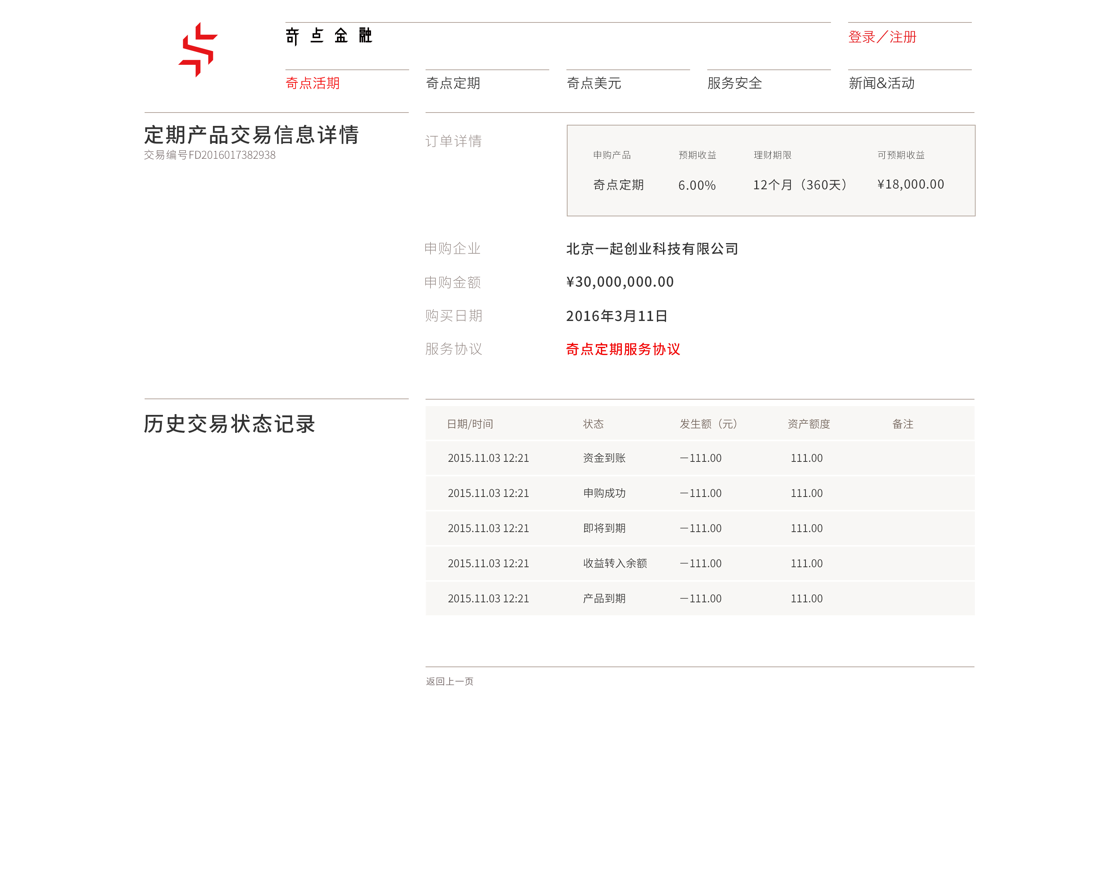 奇点金融
登录／注册
奇点活期 奇点定期 奇点美元 服务安全 新闻&活动
定期产品交易信息详情
交易编号FD2016017382938
订单详情
申购产品 预期收益 理财期限 可预期收益
奇点定期 6.00% 12个月（360天） ¥18,000.00
申购企业 北京一起创业科技有限公司
申购金额 ¥30,000,000.00
购买日期 2016年3月11日
服务协议 奇点定期服务协议
历史交易状态记录
日期/时间 状态 发生额（元） 资产额度 备注
2015.11.03 12:21 资金到账 －111.00 111.00
2015.11.03 12:21 申购成功 －111.00 111.00
2015.11.03 12:21 即将到期 －111.00 111.00
2015.11.03 12:21 收益转入余额 －111.00 111.00
2015.11.03 12:21 产品到期 －111.00 111.00
返回上一页